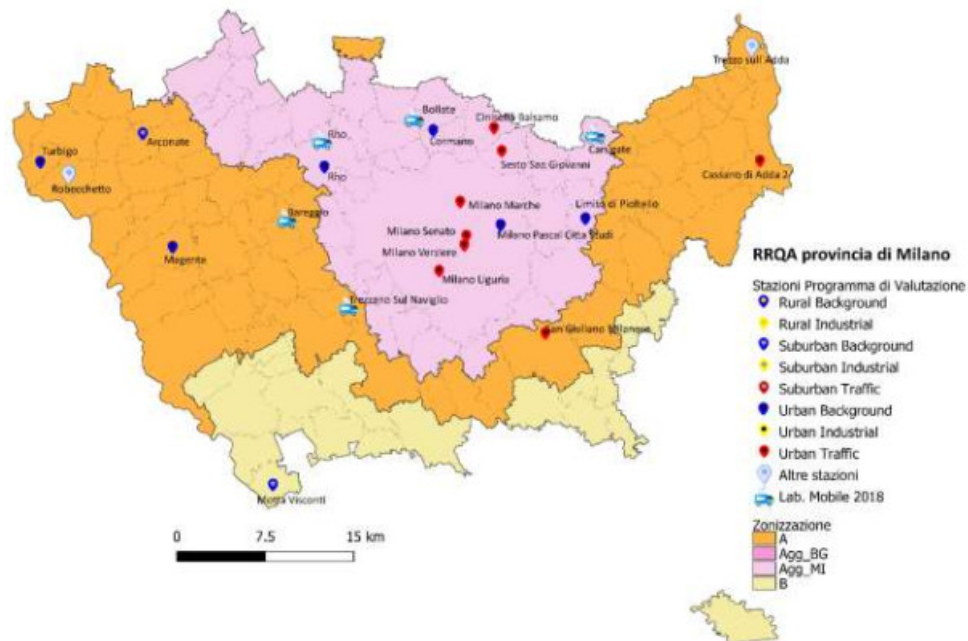 Trezzo sull'Adda
Bollate
Cinisello Balsamo
Arconate
Rho
Cormano
Carugate
Turbigo
Sesto San Giovanni
Cassano di Adda 2
Robecchetto
Rho
Bareggio
Milano Marche
Limito di Pioltello
Milano Senato
Milano Pascal Città Studi
Magenta
Milano Verziere
Milano Liguria
Trezzano Sul Naviglio
San Giuliano Milanese
Motta Visconti
0 7.5 15 km
RRQA provincia di Milano
Stazioni Programma di Valutazione
Rural Background
Rural Industrial
Suburban Background
Suburban Industrial
Suburban Traffic
Urban Background
Urban Industrial
Urban Traffic
Altre stazioni
Lab. Mobile 2018
Zonizzazione
A
Agg_BG
Agg_MI
B